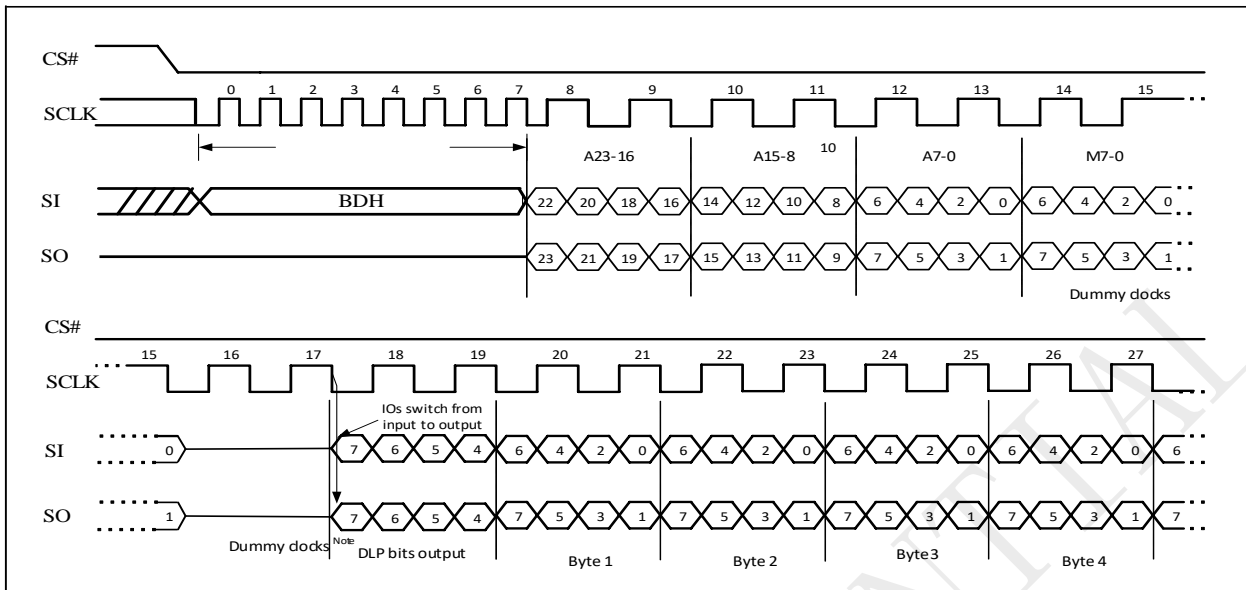 CS#
0 1 2 3 4 5 6 7 8 9 10 11 12 13 14 15
SCLK
A23-16 A15-8 10 A7-0 M7-0
SI BDH 22 20 18 16 14 12 10 8 6 4 2 0 6 4 2 0
SO 23 21 19 17 15 13 11 9 7 5 3 1 7 5 3 1
Dummy clocks
CS#
15 16 17 18 19 20 21 22 23 24 25 26 27
SCLK
IOs switch from
input to output
SI 0 7 6 5 4 6 4 2 0 6 4 2 0 6 4 2 0 6 4 2 0 6
SO 1 7 6 5 4 7 5 3 1 7 5 3 1 7 5 3 1 7 5 3 1 7
Dummy clocks Note DLP bits output Byte 1 Byte 2 Byte 3 Byte 4